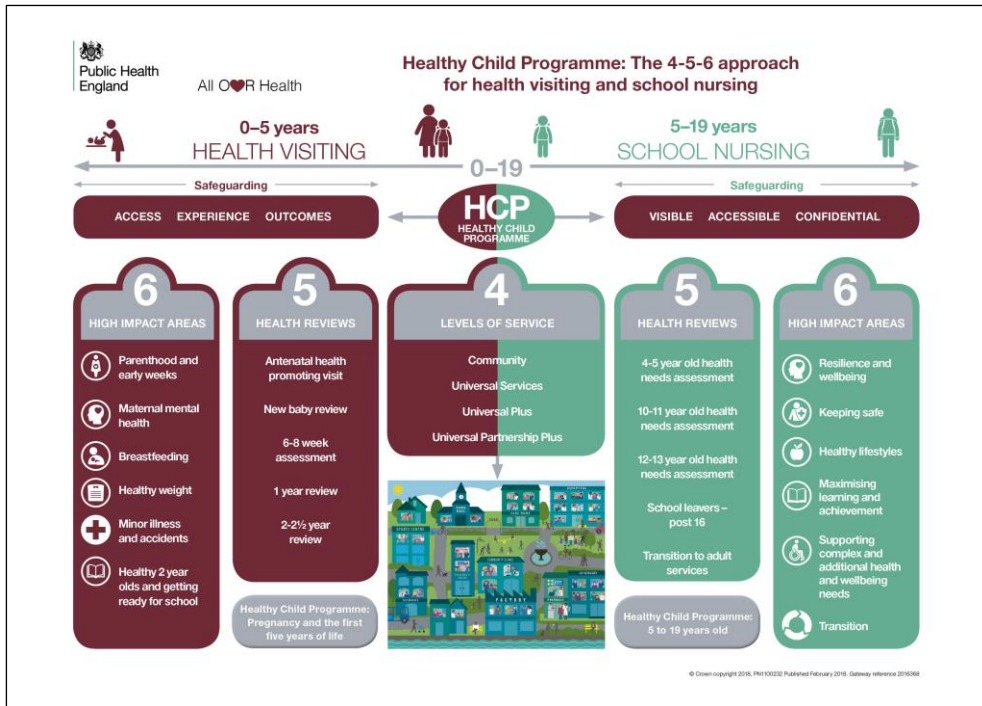 Public Health
England
All OUR Health
Healthy Child Programme: The 4-5-6 approach
for health visiting and school nursing
0–5 years
HEALTH VISITING
5–19 years
SCHOOL NURSING
0–19
Safeguarding
ACCESS EXPERIENCE OUTCOMES
HCP
HEALTHY CHILD
PROGRAMME
Safeguarding
VISIBLE ACCESSIBLE CONFIDENTIAL
6
HIGH IMPACT AREAS
Parenthood and
early weeks
Maternal mental
health
Breastfeeding
Healthy weight
Minor illness
and accidents
Healthy 2 year
olds and getting
ready for school
5
HEALTH REVIEWS
Antenatal health
promoting visit
New baby review
6-8 week
assessment
1 year review
2-2½ year
review
Healthy Child Programme:
Pregnancy and the first
five years of life
4
LEVELS OF SERVICE
Community
Universal Services
Universal Plus
Universal Partnership Plus
FACTORY
5
HEALTH REVIEWS
4-5 year old health
needs assessment
10-11 year old health
needs assessment
12-13 year old health
needs assessment
School leavers –
post 16
Transition to adult
services
Healthy Child Programme:
5 to 19 years old
6
HIGH IMPACT AREAS
Resilience and
wellbeing
Keeping safe
Healthy lifestyles
Maximising
learning and
achievement
Supporting
complex and
additional health
and wellbeing
needs
Transition
© Crown copyright 2018. PN1100232 Published February 2018. Gateway reference 2018368